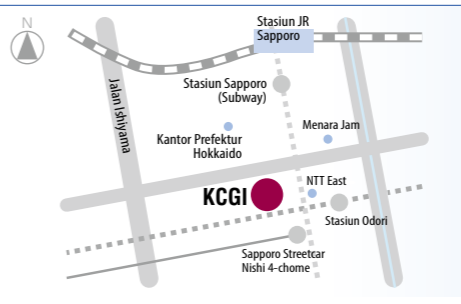 N
Stasiun JR
Sapporo
Stasiun Sapporo
(Subway)
Jalan Ishiyama
Menara Jam
Kantor Prefektur
Hokkaido
NTT East
KCGI
Stasiun Odori
Sapporo Streetcar
Nishi 4-chome